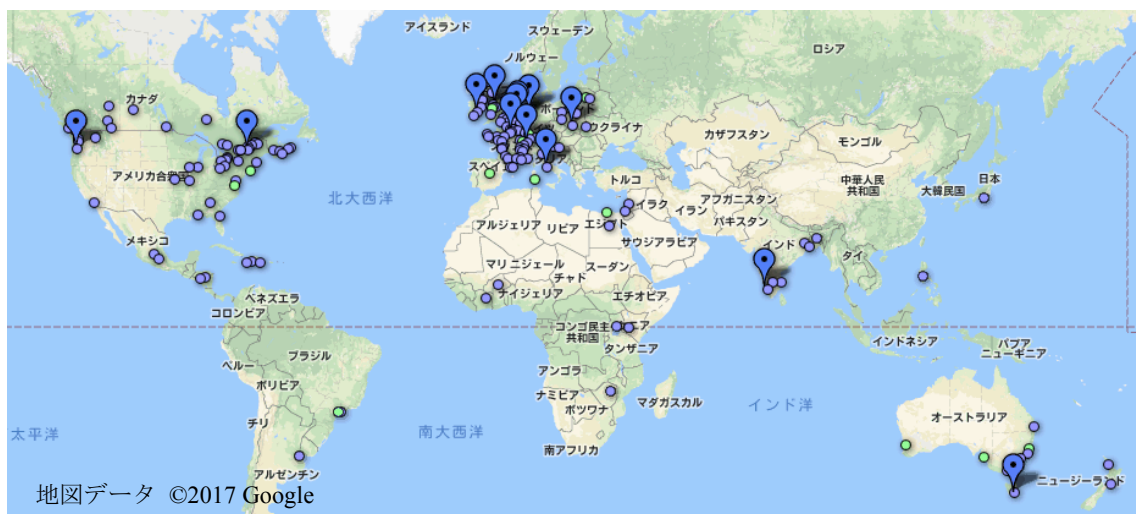 アイスランド
スウェーデン
ノルウェー
ロシア
カナダ
ウクライナ
カザフスタン
モンゴル
アメリカ合衆国
北大西洋
トルコ
イラク
イラン
アフガニスタン
パキスタン
中華人民
共和国
大韓民国
日本
アルジェリア
リビア
エジプト
サウジアラビア
インド
タイ
メキシコ
マリ
ニジェール
チャド
スーダン
ナイジェリア
エチオピア
ベネズエラ
コロンビア
コンゴ民主
共和国
タンザニア
インドネシア
パプア
ニューギニア
ペルー
ブラジル
ボリビア
アンゴラ
ナミビア
ボツワナ
マダガスカル
インド洋
チリ
オーストラリア
太平洋
南大西洋
南アフリカ
アルゼンチン
ニュージーランド
地図データ ©2017 Google